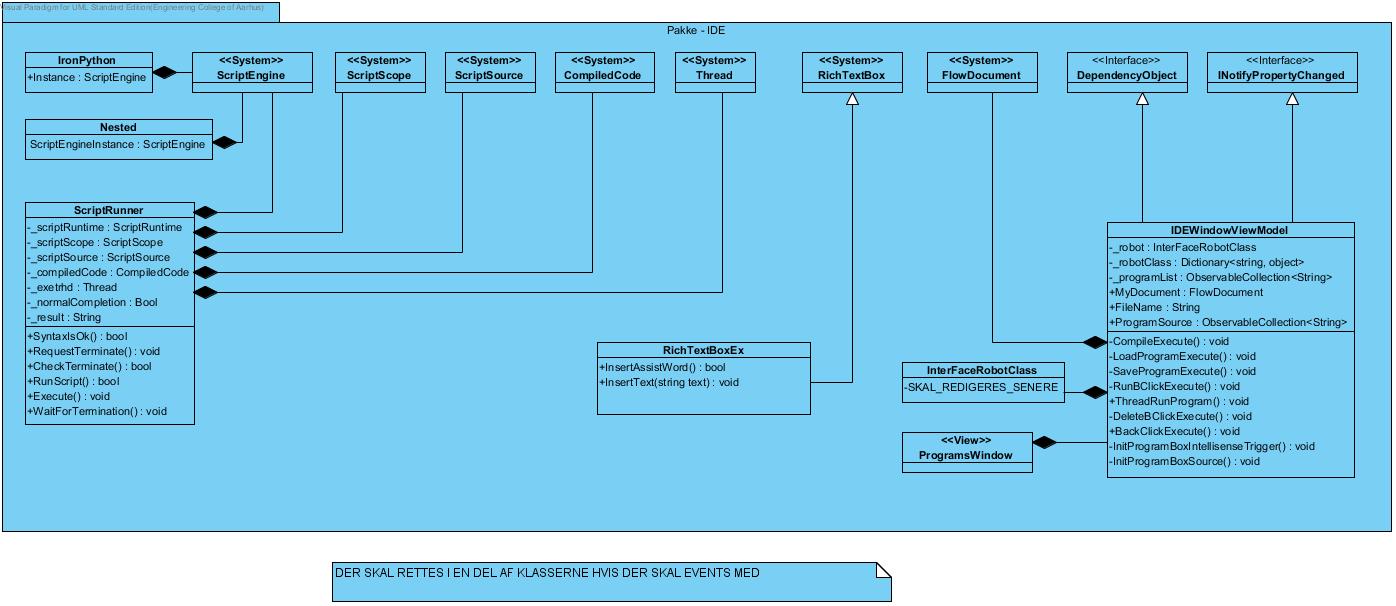 Visual Paradigm for UML Standard Edition(Engineering College of Aarhus)
Pakke - IDE
IronPython
+Instance : ScriptEngine
<<System>>
ScriptEngine
<<System>>
ScriptScope
<<System>>
ScriptSource
<<System>>
CompiledCode
<<System>>
Thread
<<System>>
RichTextBox
<<System>>
FlowDocument
<<Interface>>
DependencyObject
<<Interface>>
INotifyPropertyChanged
Nested
ScriptEngineInstance : ScriptEngine
ScriptRunner
-_scriptRuntime : ScriptRuntime
-_scriptScope : ScriptScope
-_scriptSource : ScriptSource
-_compiledCode : CompiledCode
-_exetrhd : Thread
-_normalCompletion : Bool
-_result : String
+SyntaxIsOk() : bool
+RequestTerminate() : void
+CheckTerminate() : bool
+RunScript() : bool
+Execute() : void
+WaitForTermination() : void
RichTextBoxEx
+InsertAssistWord() : bool
+InsertText(string text) : void
InterFaceRobotClass
-SKAL_REDIGERES_SENERE
<<View>>
ProgramsWindow
IDEWindowViewModel
-_robot : InterFaceRobotClass
-_robotClass : Dictionary<string, object>
-_programList : ObservableCollection<String>
+MyDocument : FlowDocument
+FileName : String
+ProgramSource : ObservableCollection<String>
-CompileExecute() : void
-LoadProgramExecute() : void
-SaveProgramExecute() : void
-RunBClickExecute() : void
+ThreadRunProgram() : void
-DeleteBClickExecute() : void
+BackClickExecute() : void
-InitProgramBoxIntellisenseTrigger() : void
-InitProgramBoxSource() : void
DER SKAL RETTES I EN DEL AF KLASSERNE HVIS DER SKAL EVENTS MED